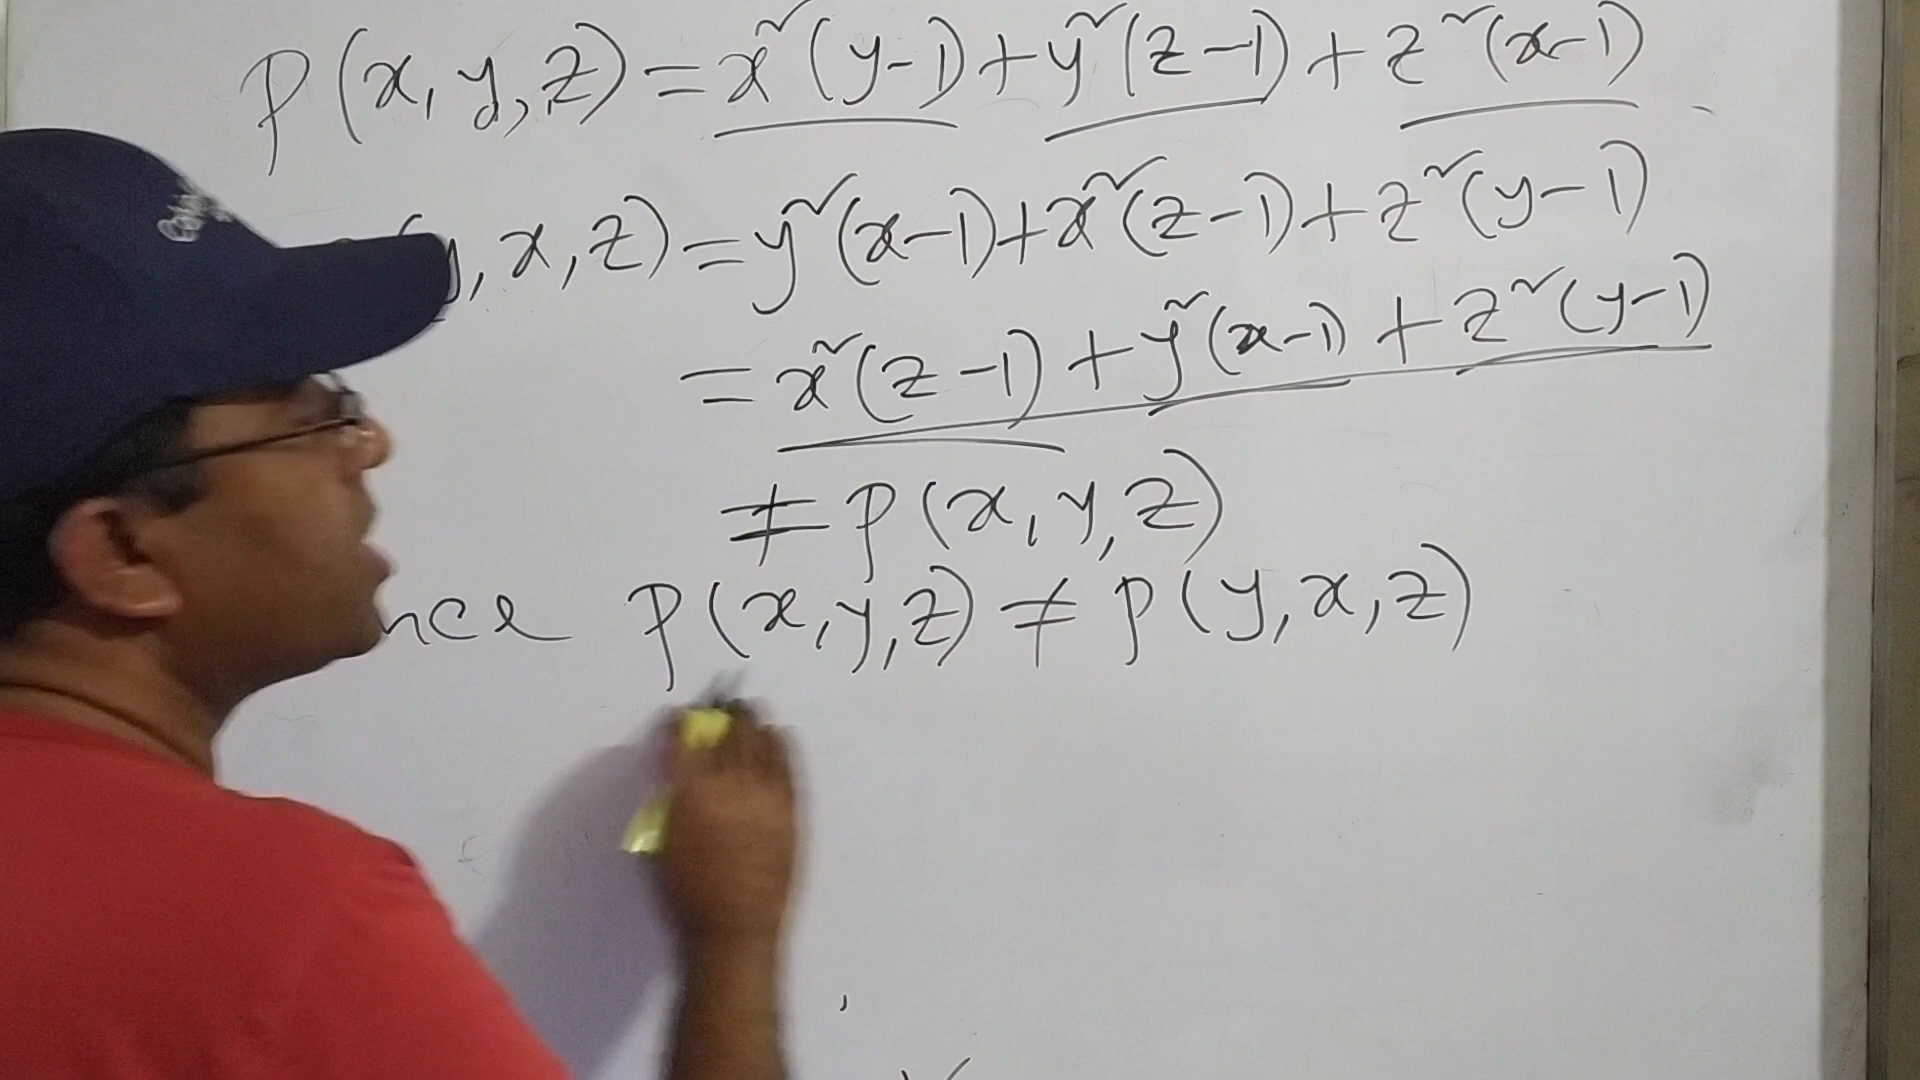 P(x,y,z) = x²(y-1)+y²(z-1)+z²(x-1)
y,x,z) = y²(x-1)+x²(z-1)+z²(y-1)
= x²(z-1)+y²(x-1)+z²(y-1)
≠ P(x,y,z)
nce P(x,y,z) ≠ P(y,x,z)